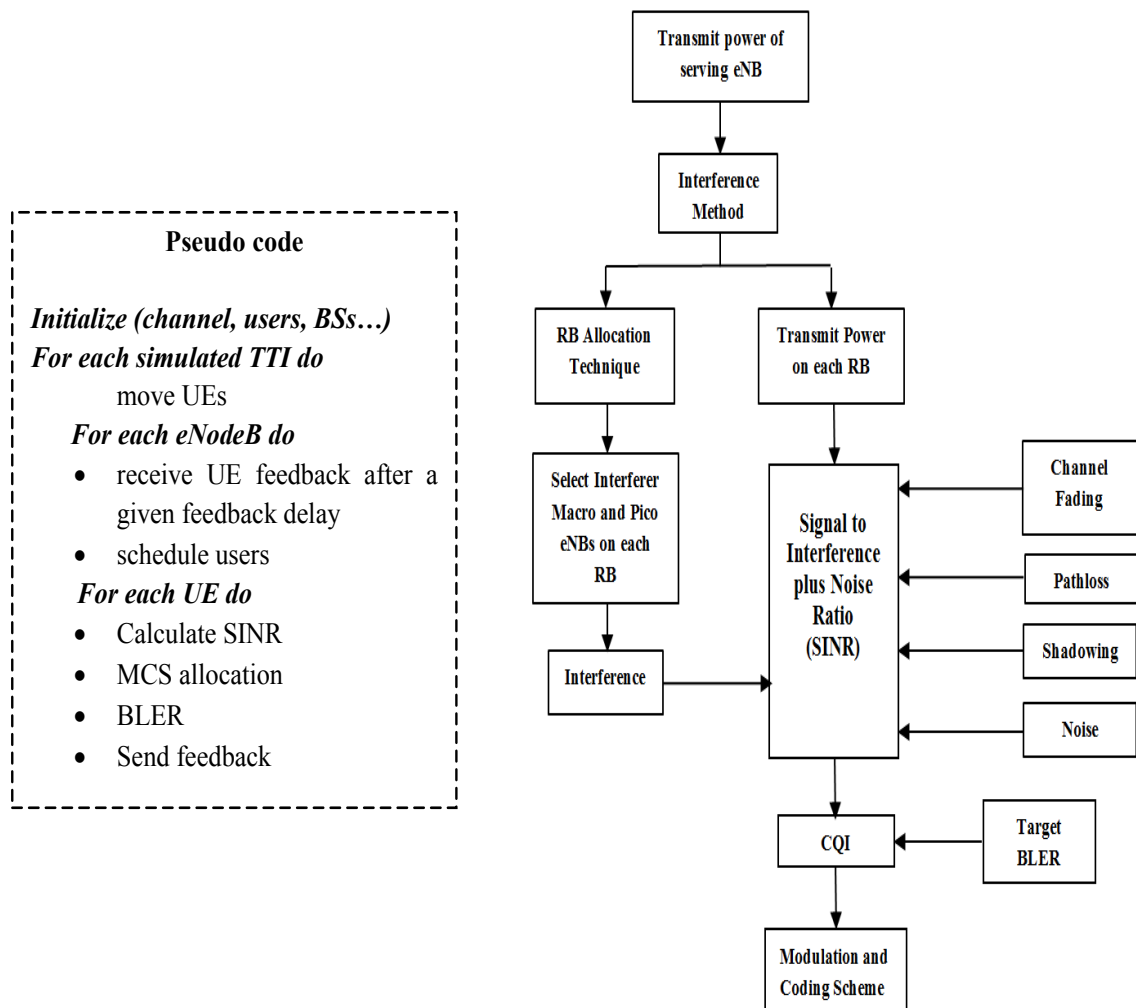 Pseudo code
Initialize (channel, users, BSs…)
For each simulated TTI do
move UEs
For each eNodeB do
• receive UE feedback after a
given feedback delay
• schedule users
For each UE do
• Calculate SINR
• MCS allocation
• BLER
• Send feedback
Transmit power of
serving eNB
Interference
Method
RB Allocation
Technique
Transmit Power
on each RB
Select Interferer
Macro and Pico
eNBs on each
RB
Interference
Signal to
Interference
plus Noise
Ratio
(SINR)
Channel
Fading
Pathloss
Shadowing
Noise
CQI
Target
BLER
Modulation and
Coding Scheme